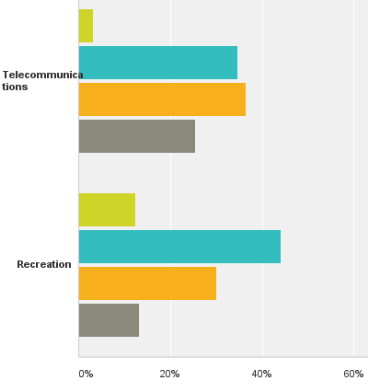 Telecommunica
tions
Recreation
0% 20% 40% 60%